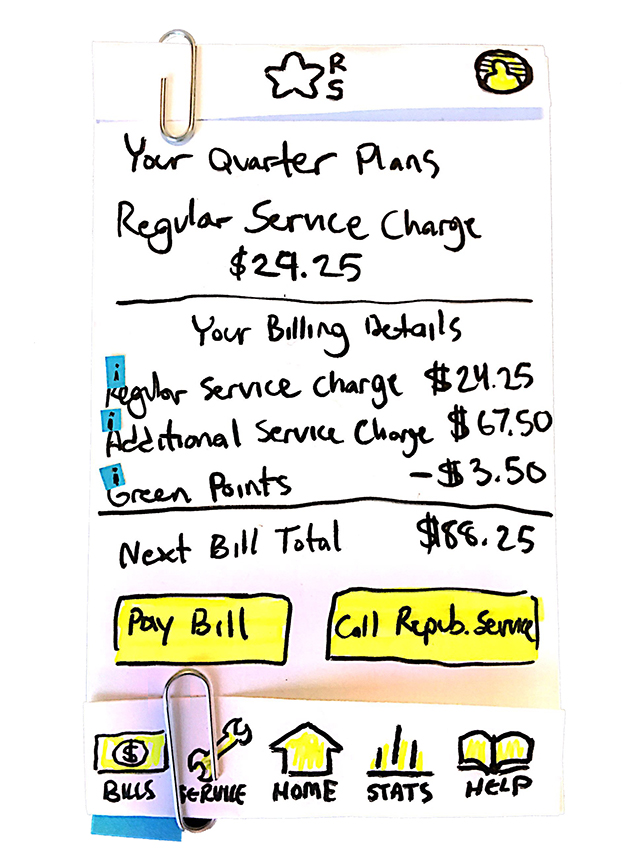 R
S
Your Quarter Plans
Regular Service Charge
$24.25
Your Billing Details
i
Regular Service Charge $24.25
i
Additional Service Charge $67.50
i
Green Points -$3.50
Next Bill Total $88.25
Pay Bill
Call Repub. Service
$
BILLS SERVICE HOME STATS HELP